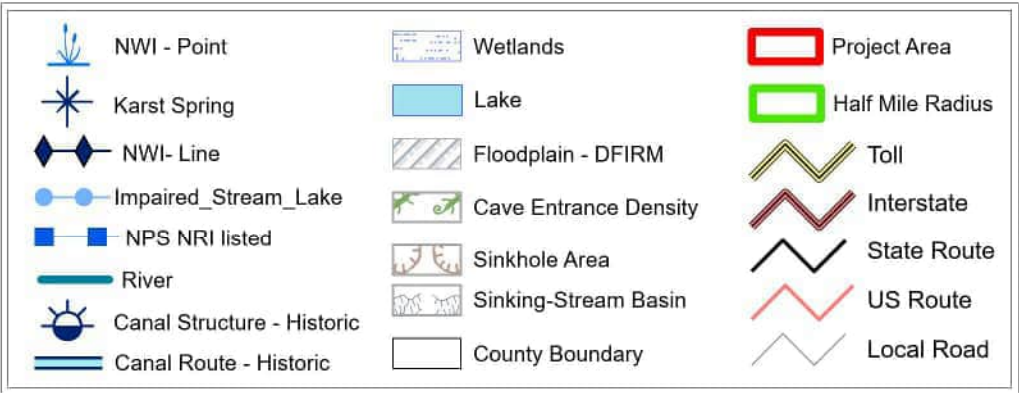 NWI - Point
Karst Spring
NWI- Line
Impaired_Stream_Lake
NPS NRI listed
River
Canal Structure - Historic
Canal Route - Historic
Wetlands
Lake
Floodplain - DFIRM
Cave Entrance Density
Sinkhole Area
Sinking-Stream Basin
County Boundary
Project Area
Half Mile Radius
Toll
Interstate
State Route
US Route
Local Road